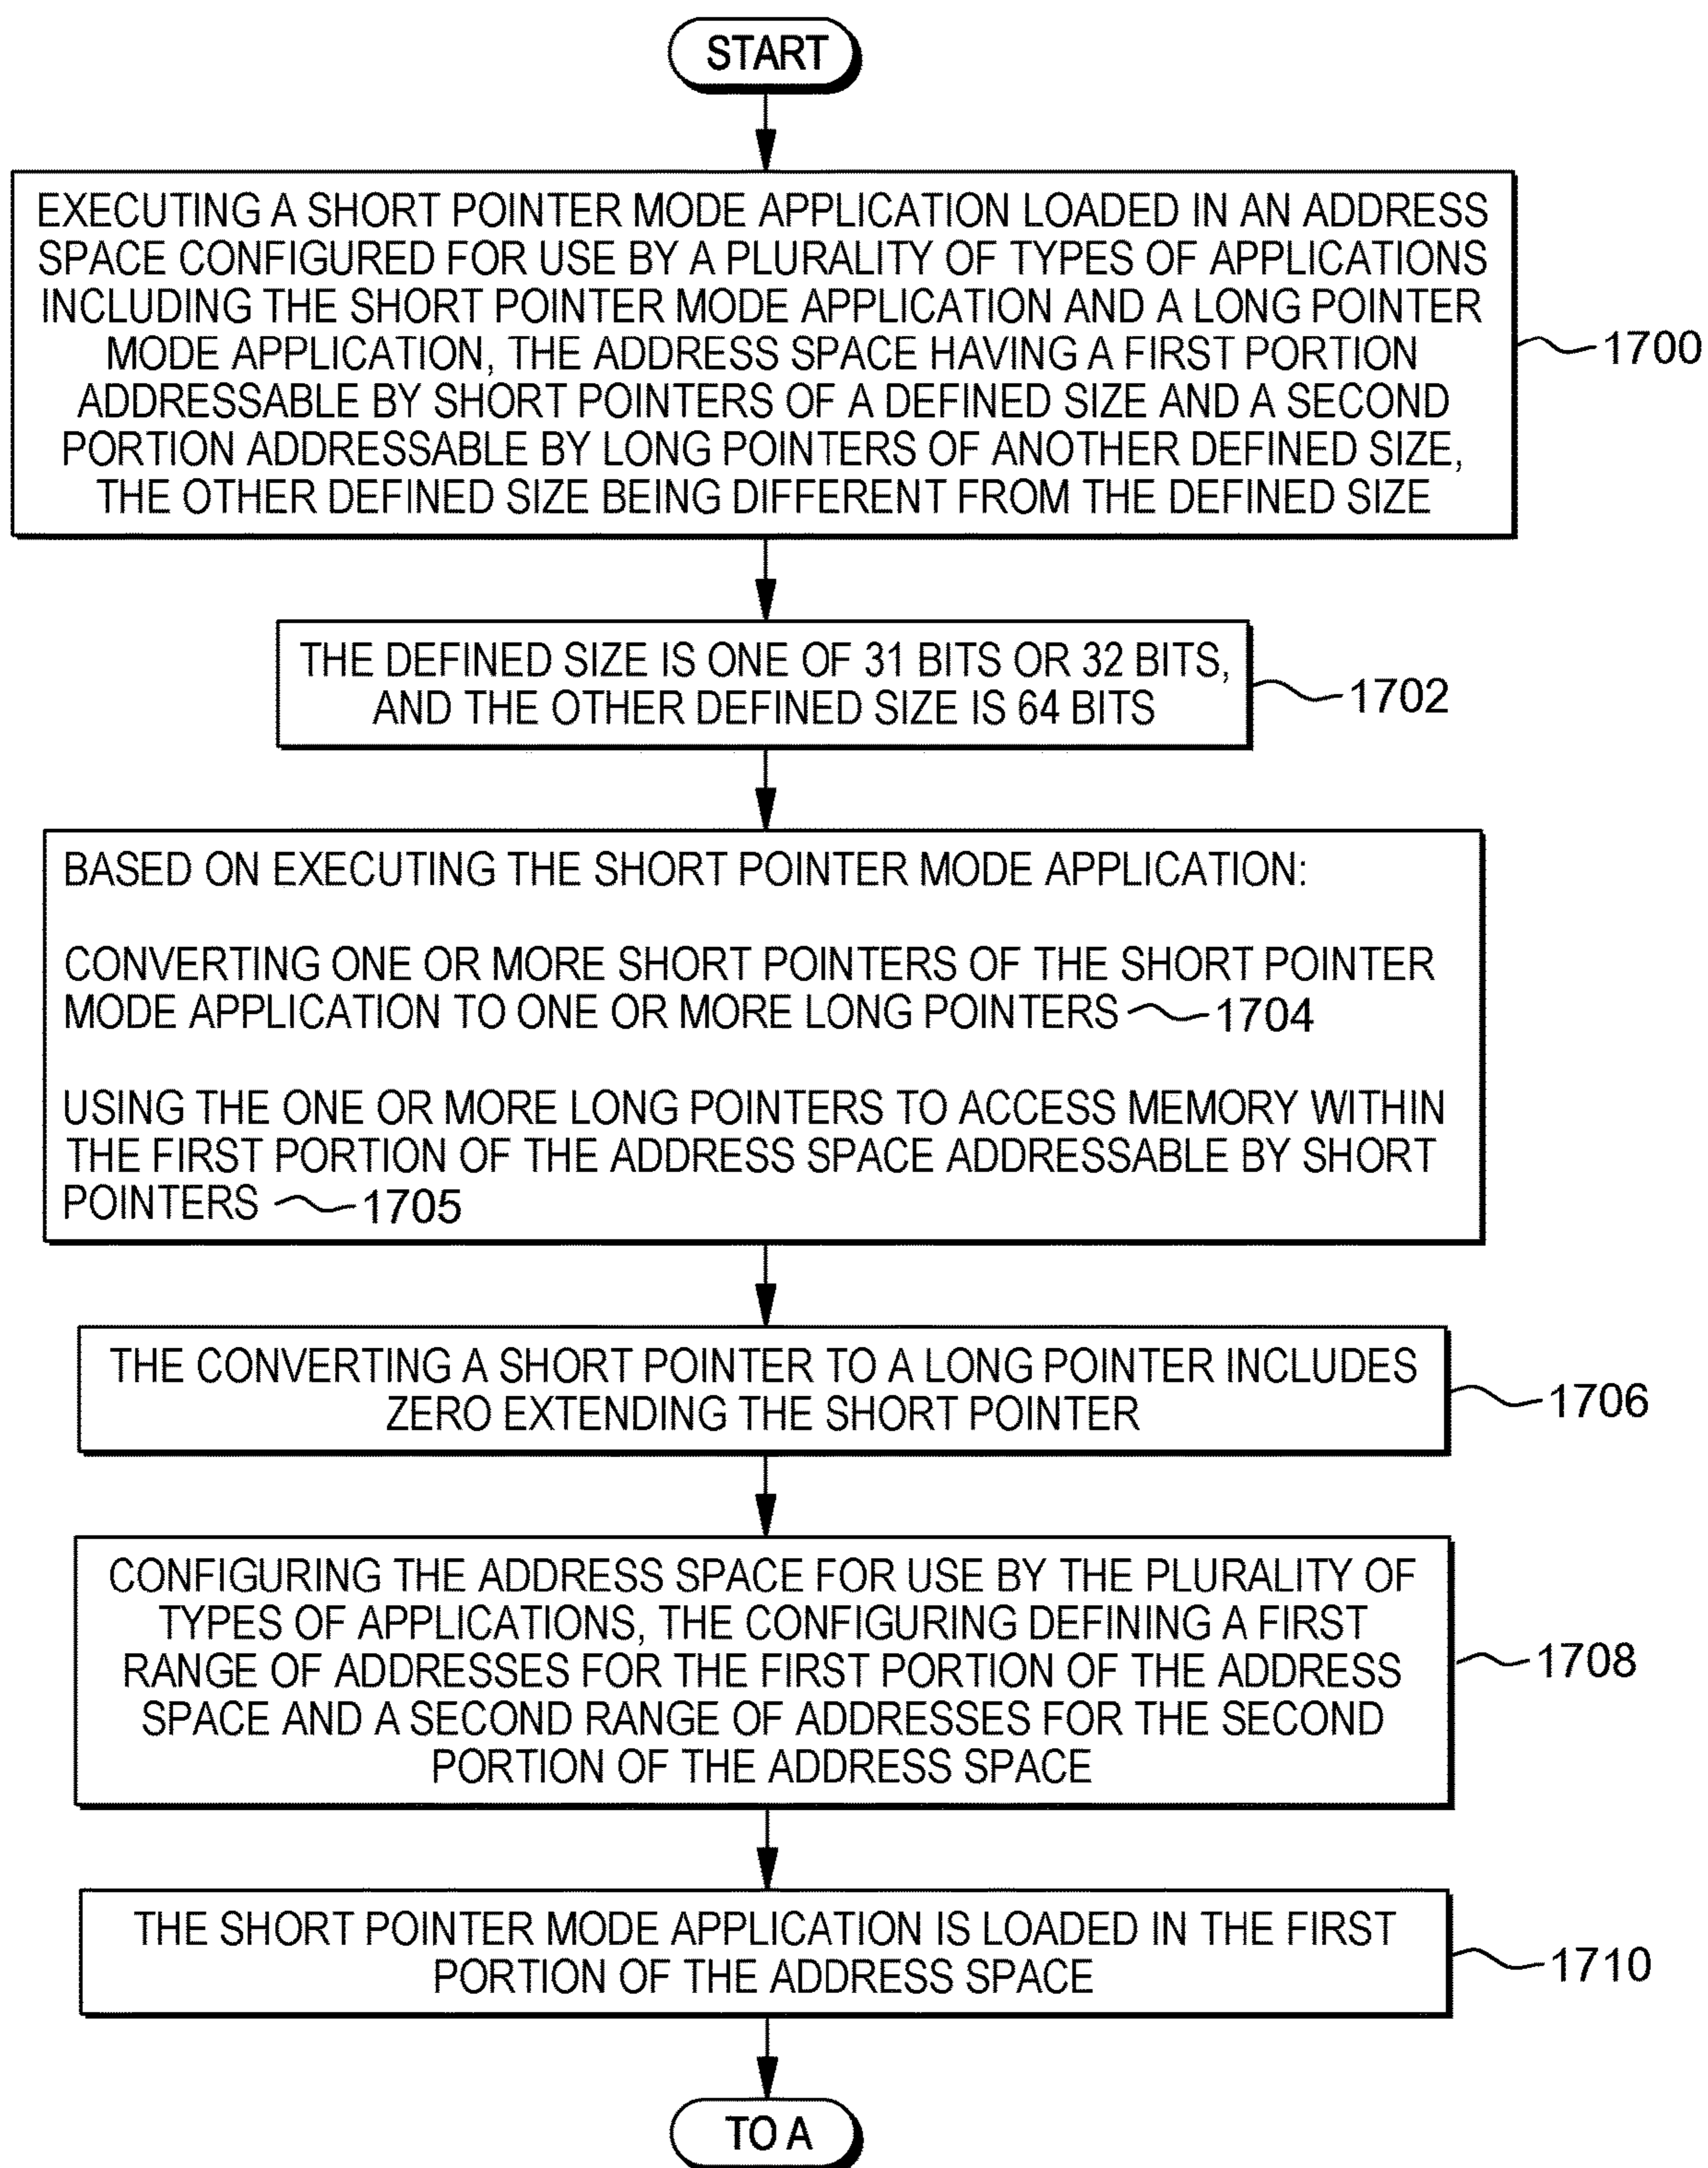 START
EXECUTING A SHORT POINTER MODE APPLICATION LOADED IN AN ADDRESS
SPACE CONFIGURED FOR USE BY A PLURALITY OF TYPES OF APPLICATIONS
INCLUDING THE SHORT POINTER MODE APPLICATION AND A LONG POINTER
MODE APPLICATION, THE ADDRESS SPACE HAVING A FIRST PORTION
ADDRESSABLE BY SHORT POINTERS OF A DEFINED SIZE AND A SECOND
PORTION ADDRESSABLE BY LONG POINTERS OF ANOTHER DEFINED SIZE,
THE OTHER DEFINED SIZE BEING DIFFERENT FROM THE DEFINED SIZE
1700
THE DEFINED SIZE IS ONE OF 31 BITS OR 32 BITS,
AND THE OTHER DEFINED SIZE IS 64 BITS
1702
BASED ON EXECUTING THE SHORT POINTER MODE APPLICATION:
CONVERTING ONE OR MORE SHORT POINTERS OF THE SHORT POINTER
MODE APPLICATION TO ONE OR MORE LONG POINTERS 1704
USING THE ONE OR MORE LONG POINTERS TO ACCESS MEMORY WITHIN
THE FIRST PORTION OF THE ADDRESS SPACE ADDRESSABLE BY SHORT
POINTERS 1705
THE CONVERTING A SHORT POINTER TO A LONG POINTER INCLUDES
ZERO EXTENDING THE SHORT POINTER
1706
CONFIGURING THE ADDRESS SPACE FOR USE BY THE PLURALITY OF
TYPES OF APPLICATIONS, THE CONFIGURING DEFINING A FIRST
RANGE OF ADDRESSES FOR THE FIRST PORTION OF THE ADDRESS
SPACE AND A SECOND RANGE OF ADDRESSES FOR THE SECOND
PORTION OF THE ADDRESS SPACE
1708
THE SHORT POINTER MODE APPLICATION IS LOADED IN THE FIRST
PORTION OF THE ADDRESS SPACE
1710
TO A